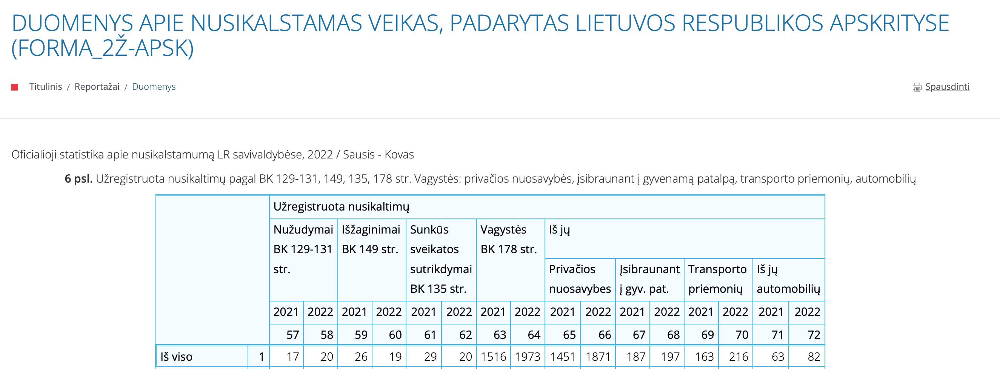 DUOMENYS APIE NUSIKALSTAMAS VEIKAS, PADARYTAS LIETUVOS RESPUBLIKOS APSKRITYSE
(FORMA_2Ž-APSK)
Titulinis / Reportažai / Duomenys
Spausdinti
Oficialioji statistika apie nusikalstamumą LR savivaldybėse, 2022 / Sausis - Kovas
6 psl. Užregistruota nusikaltimų pagal BK 129-131, 149, 135, 178 str. Vagystės: privačios nuosavybės, įsibraunant į gyvenamą patalpą, transporto priemonių, automobilių
Užregistruota nusikaltimų
Nužudymai
BK 129-131
str.
Išžaginimai
BK 149 str.
Sunkūs
sveikatos
sutrikdymai
BK 135 str.
Vagystės
BK 178 str.
Iš jų
Privačios
nuosavybes
Įsibraunant
į gyv. pat.
Transporto
priemonių
Iš jų
automobilių
2021 2022 2021 2022 2021 2022 2021 2022 2021 2022 2021 2022 2021 2022 2021 2022
57 58 59 60 61 62 63 64 65 66 67 68 69 70 71 72
Iš viso 1 17 20 26 19 29 20 1516 1973 1451 1871 187 197 163 216 63 82